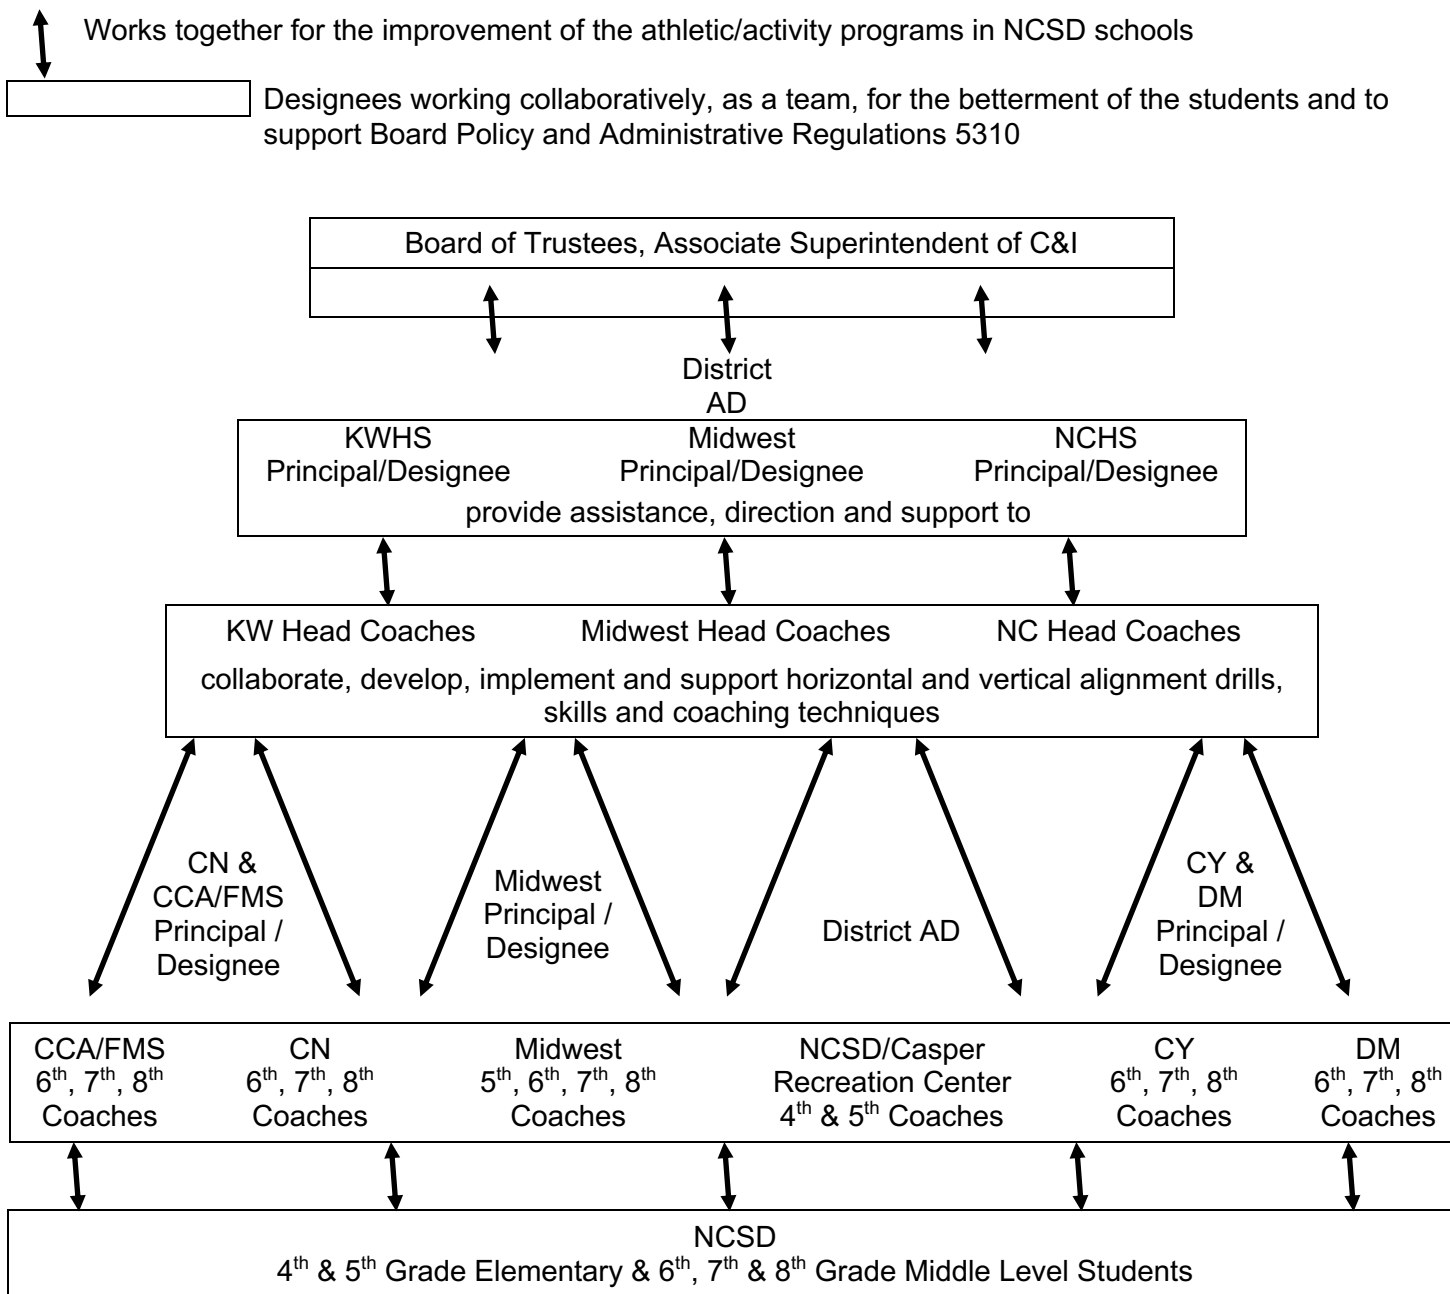 Works together for the improvement of the athletic/activity programs in NCSD schools
Designees working collaboratively, as a team, for the betterment of the students and to
support Board Policy and Administrative Regulations 5310
Board of Trustees, Associate Superintendent of C&I
District
AD
KWHS
Principal/Designee
Midwest
Principal/Designee
NCHS
Principal/Designee
provide assistance, direction and support to
KW Head Coaches
Midwest Head Coaches
NC Head Coaches
collaborate, develop, implement and support horizontal and vertical alignment drills,
skills and coaching techniques
CN &
CCA/FMS
Principal /
Designee
Midwest
Principal /
Designee
District AD
CY &
DM
Principal /
Designee
CCA/FMS
6th, 7th, 8th
Coaches
CN
6th, 7th, 8th
Coaches
Midwest
5th, 6th, 7th, 8th
Coaches
NCSD/Casper
Recreation Center
4th & 5th Coaches
CY
6th, 7th, 8th
Coaches
DM
6th, 7th, 8th
Coaches
NCSD
4th & 5th Grade Elementary & 6th, 7th & 8th Grade Middle Level Students